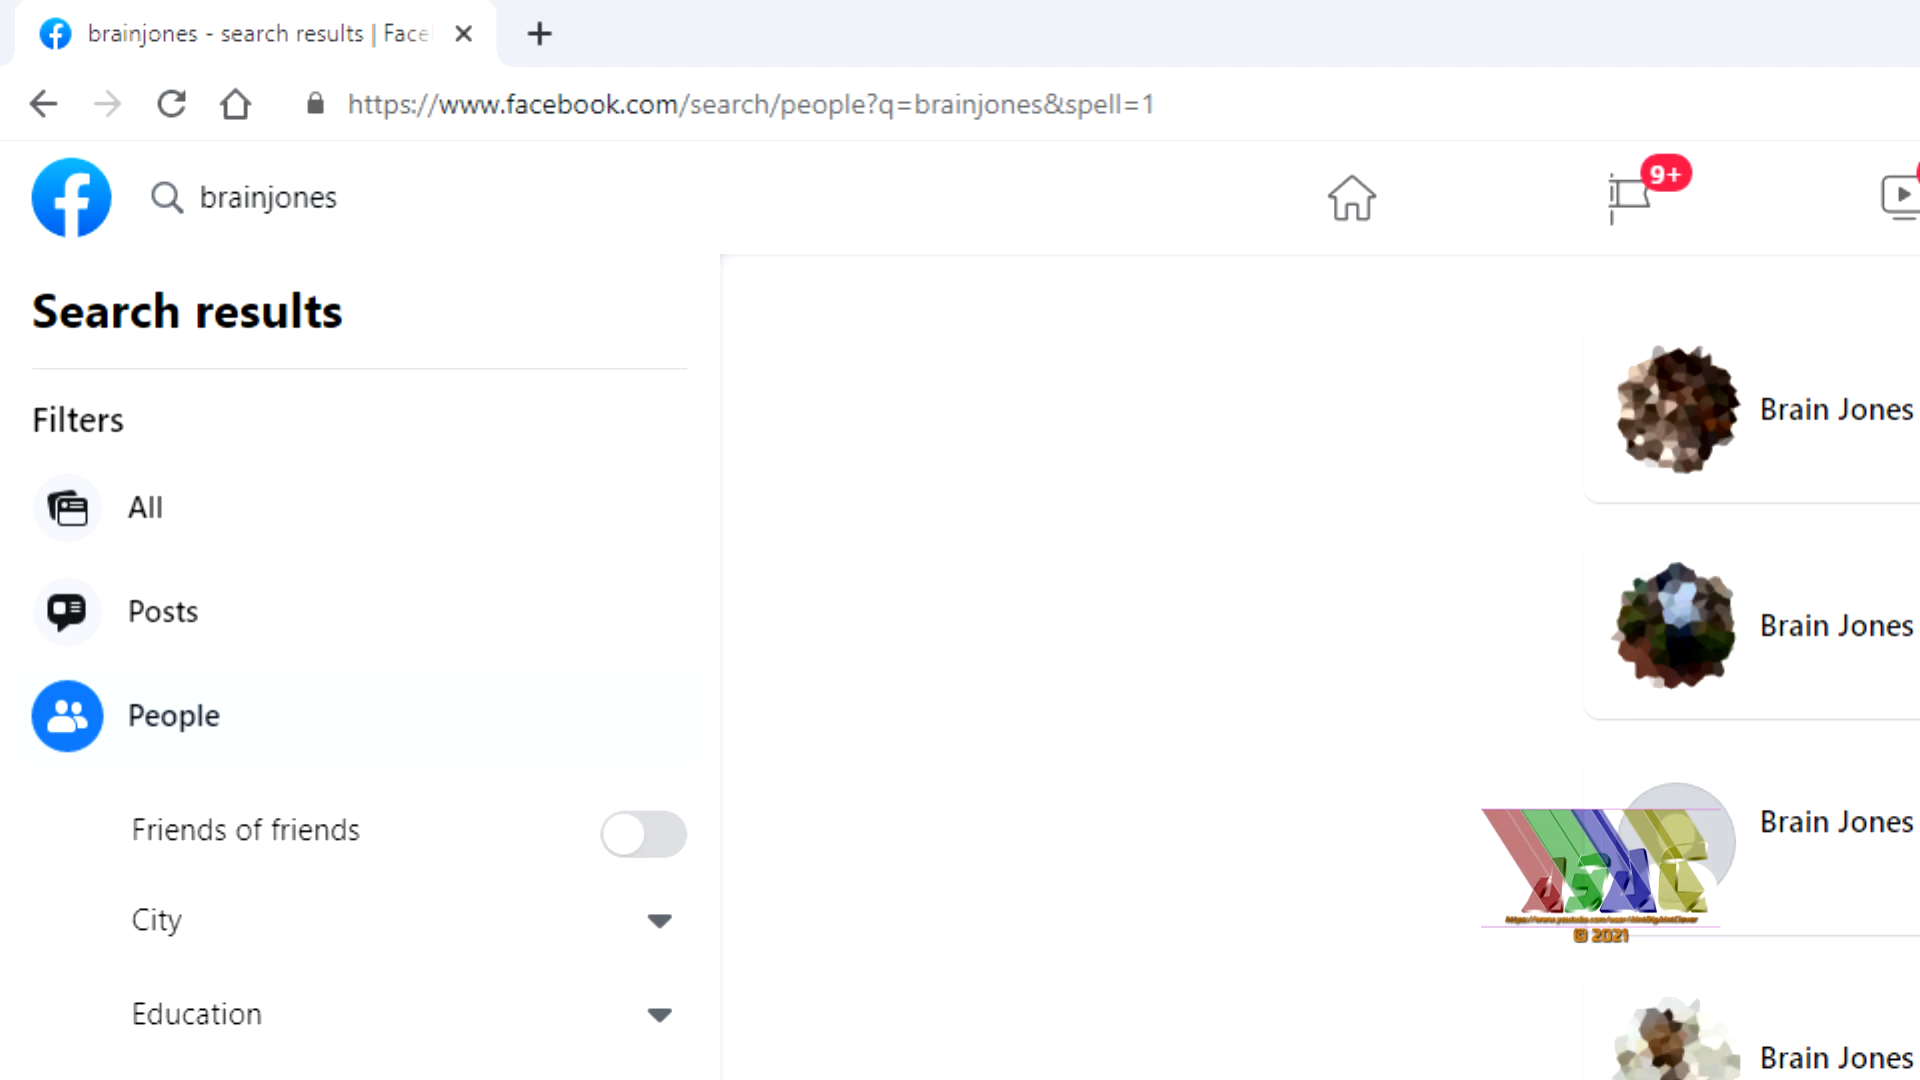 brainjones - search results | Face
https://www.facebook.com/search/people?q=brainjones&spell=1
brainjones
9+
Search results
Filters
All
Posts
People
Friends of friends
City
Education
Brain Jones
Brain Jones
Brain Jones
Brain Jones
© 2021